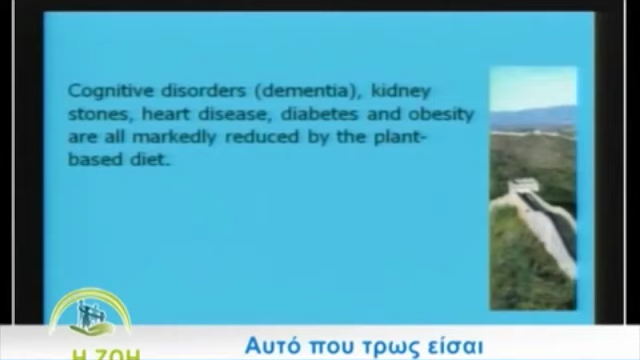 Cognitive disorders (dementia), kidney
stones, heart disease, diabetes and obesity
are all markedly reduced by the plant-
based diet.
Αυτό που τρως είσαι
Η ΖΩΗ